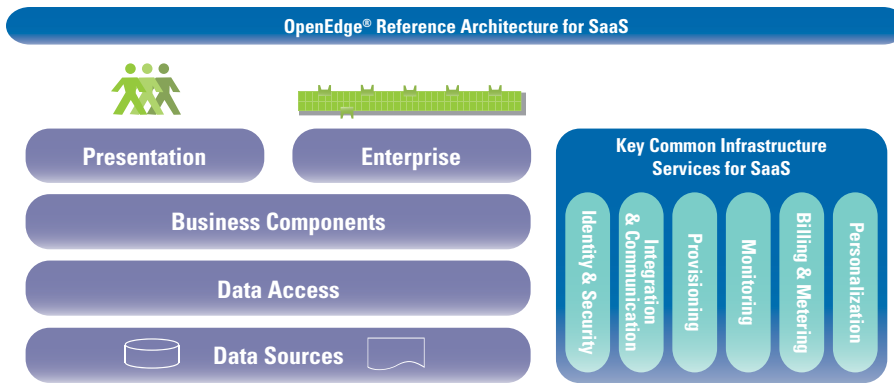 OpenEdge® Reference Architecture for SaaS
Presentation
Enterprise
Business Components
Data Access
Data Sources
Key Common Infrastructure
Services for SaaS
Identity & Security
Integration
& Communication
Provisioning
Monitoring
Billing & Metering
Personalization